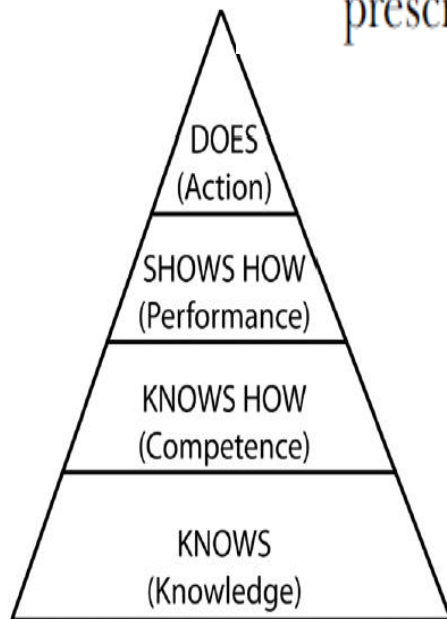 DOES
(Action)
SHOWS HOW
(Performance)
KNOWS HOW
(Competence)
KNOWS
(Knowledge)